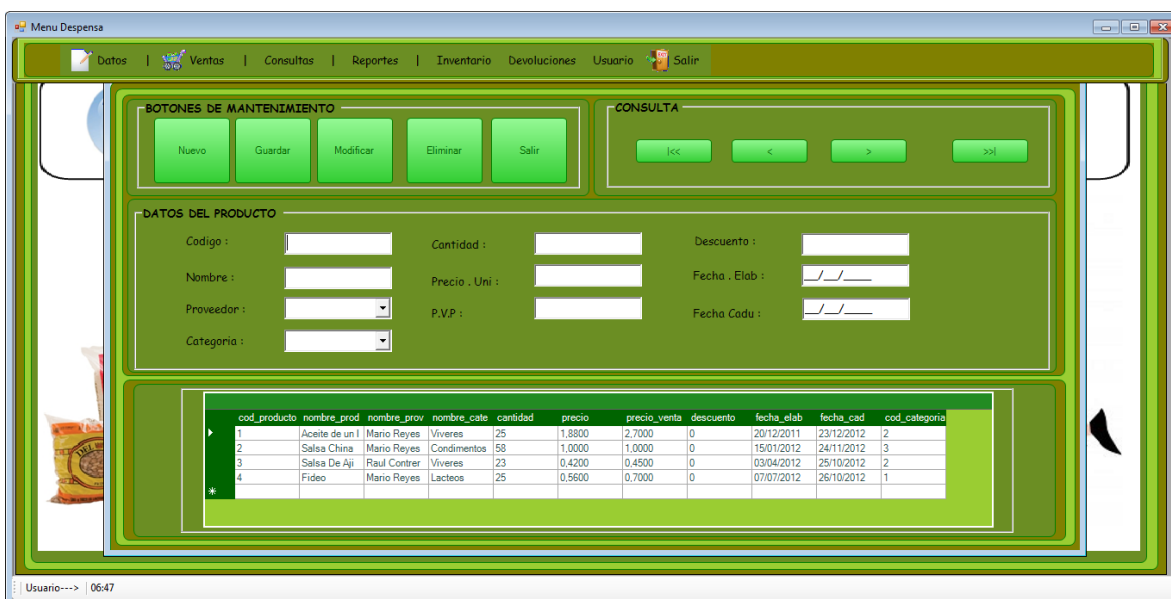 Menu Despensa
Datos | Ventas | Consultas | Reportes | Inventario Devoluciones Usuario Salir
BOTONES DE MANTENIMIENTO
Nuevo Guardar Modificar Eliminar Salir
CONSULTA
|<< < > >>|
DATOS DEL PRODUCTO
Codigo : Cantidad : Descuento :
Nombre : Precio . Uni : Fecha . Elab : __/__/____
Proveedor : P.V.P : Fecha Cadu : __/__/____
Categoria :
cod_producto nombre_prod nombre_prov nombre_cate cantidad precio precio_venta descuento fecha_elab fecha_cad cod_categoria
1 Aceite de un l Mario Reyes Viveres 25 1,8800 2,7000 0 20/12/2011 23/12/2012 2
2 Salsa China Mario Reyes Condimentos 58 1,0000 1,0000 0 15/01/2012 24/11/2012 3
3 Salsa De Aji Raul Contrer Viveres 23 0,4200 0,4500 0 03/04/2012 25/10/2012 2
4 Fideo Mario Reyes Lacteos 25 0,5600 0,7000 0 07/07/2012 26/10/2012 1
Usuario---> 06:47